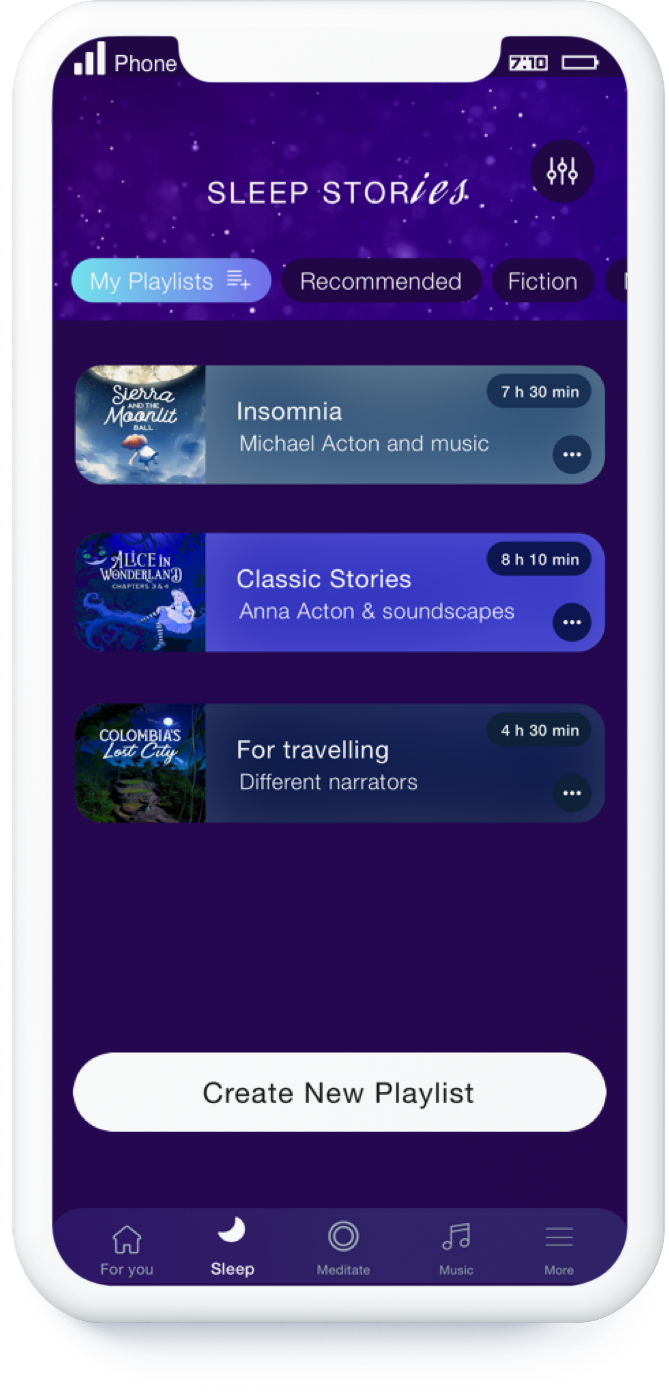 Phone
7:10
SLEEP STORies
My Playlists
Recommended
Fiction
Sierra
AND THE
Moonlit
BALL
Insomnia
Michael Acton and music
7 h 30 min
ALICE IN
WONDERLAND
CHAPTERS 3 & 4
Classic Stories
Anna Acton & soundscapes
8 h 10 min
COLOMBIA'S
Lost City
For travelling
Different narrators
4 h 30 min
Create New Playlist
For you
Sleep
Meditate
Music
More